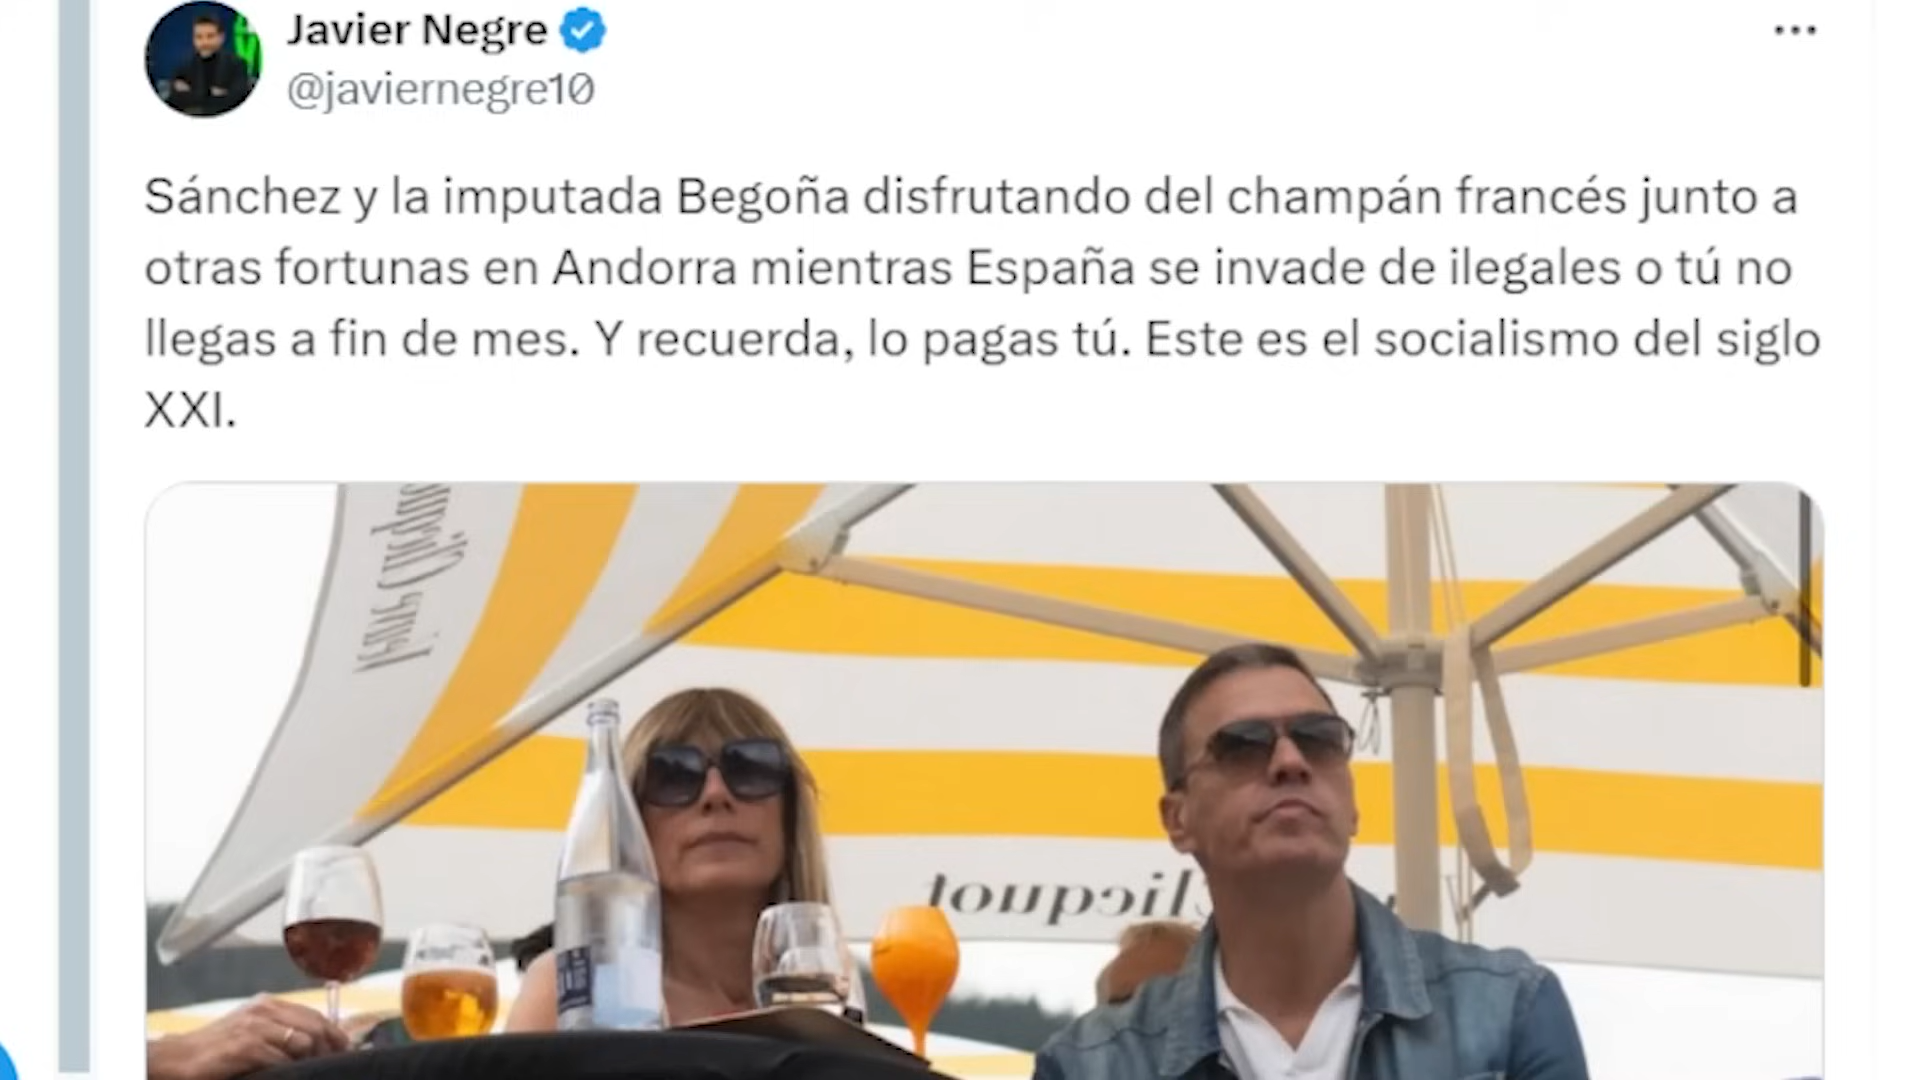 Javier Negre
@javiernegre10
Sánchez y la imputada Begoña disfrutando del champán francés junto a
otras fortunas en Andorra mientras España se invade de ilegales o tú no
llegas a fin de mes. Y recuerda, lo pagas tú. Este es el socialismo del siglo
XXI.
Clicquot